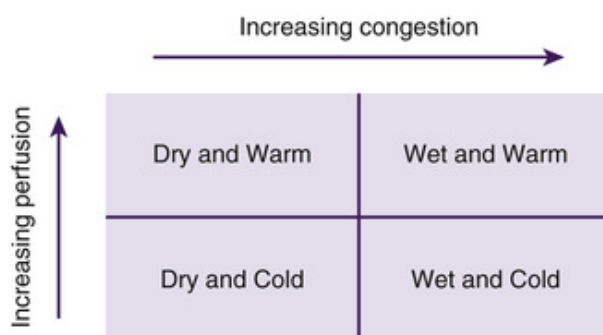 Increasing congestion
Increasing perfusion
Dry and Warm
Wet and Warm
Dry and Cold
Wet and Cold